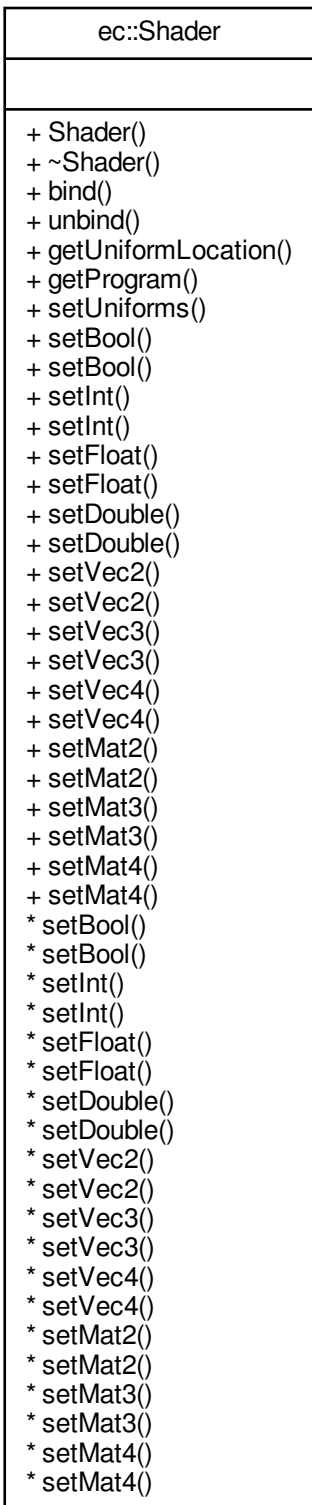 ec::Shader
+ Shader()
+ ~Shader()
+ bind()
+ unbind()
+ getUniformLocation()
+ getProgram()
+ setUniforms()
+ setBool()
+ setBool()
+ setInt()
+ setInt()
+ setFloat()
+ setFloat()
+ setDouble()
+ setDouble()
+ setVec2()
+ setVec2()
+ setVec3()
+ setVec3()
+ setVec4()
+ setVec4()
+ setMat2()
+ setMat2()
+ setMat3()
+ setMat3()
+ setMat4()
+ setMat4()
* setBool()
* setBool()
* setInt()
* setInt()
* setFloat()
* setFloat()
* setDouble()
* setDouble()
* setVec2()
* setVec2()
* setVec3()
* setVec3()
* setVec4()
* setVec4()
* setMat2()
* setMat2()
* setMat3()
* setMat3()
* setMat4()
* setMat4()